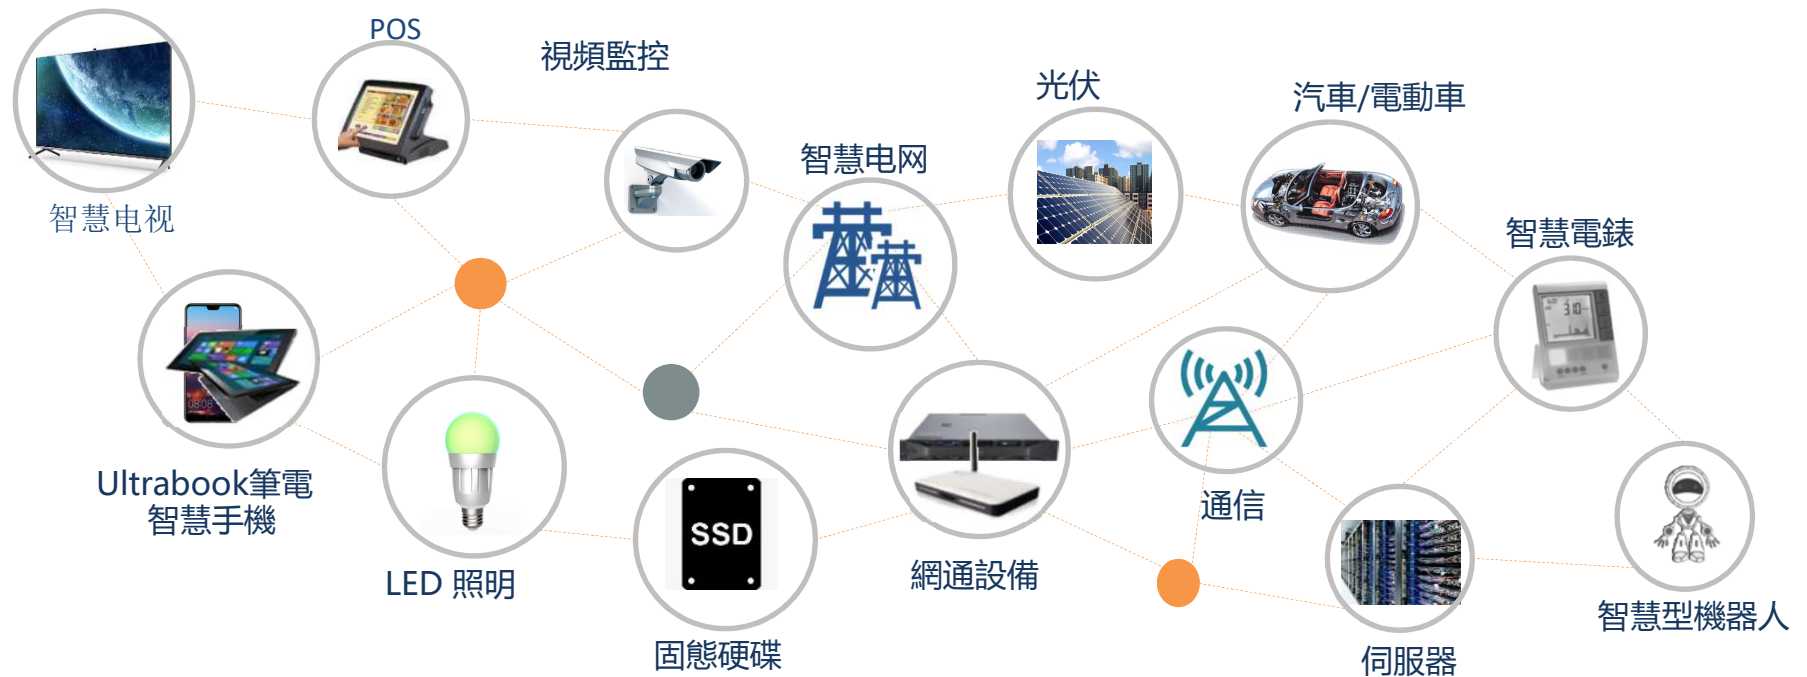 POS
視頻監控
光伏
汽車/電動車
智慧电网
智慧电视
智慧電錶
Ultrabook筆電
智慧手機
LED 照明
SSD
固態硬碟
網通設備
通信
伺服器
智慧型機器人
310
08:08